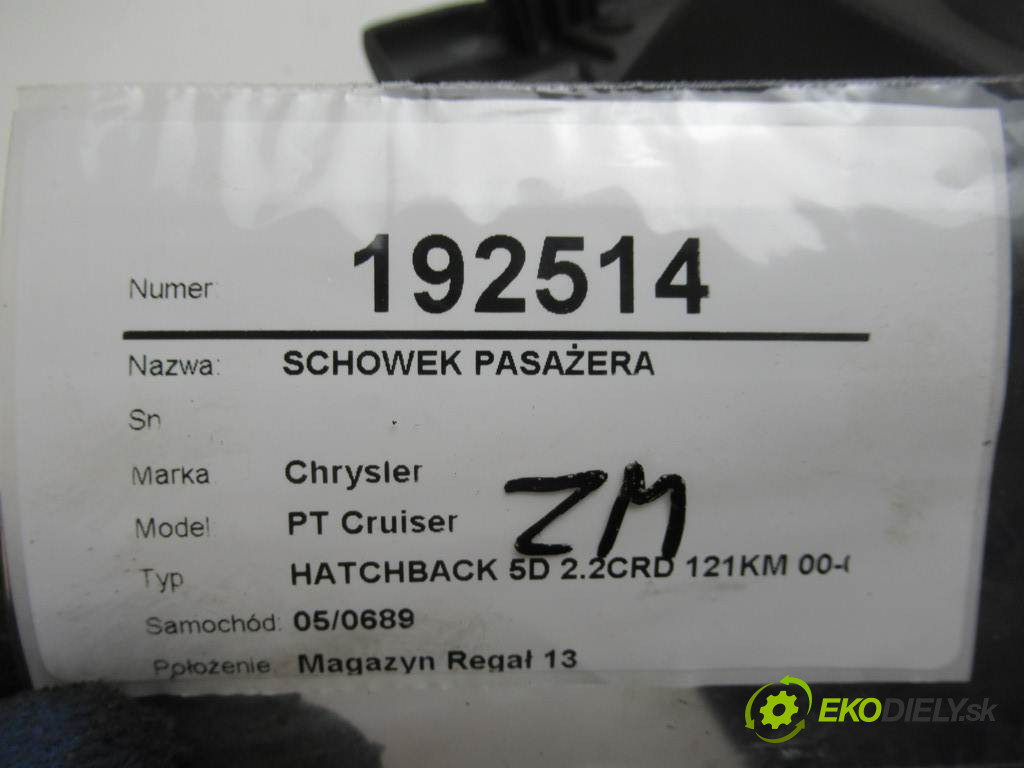 Numer 192514
Nazwa: SCHOWEK PASAŻERA
Sn
Marka Chrysler
Model PT Cruiser
ZM
Typ HATCHBACK 5D 2.2CRD 121KM 00-
Samochód: 05/0689
Położenie Magazyn Regał 13
EKODIELY.sk